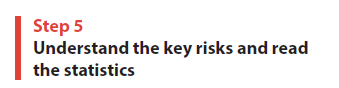 Step 5
Understand the key risks and read
the statistics